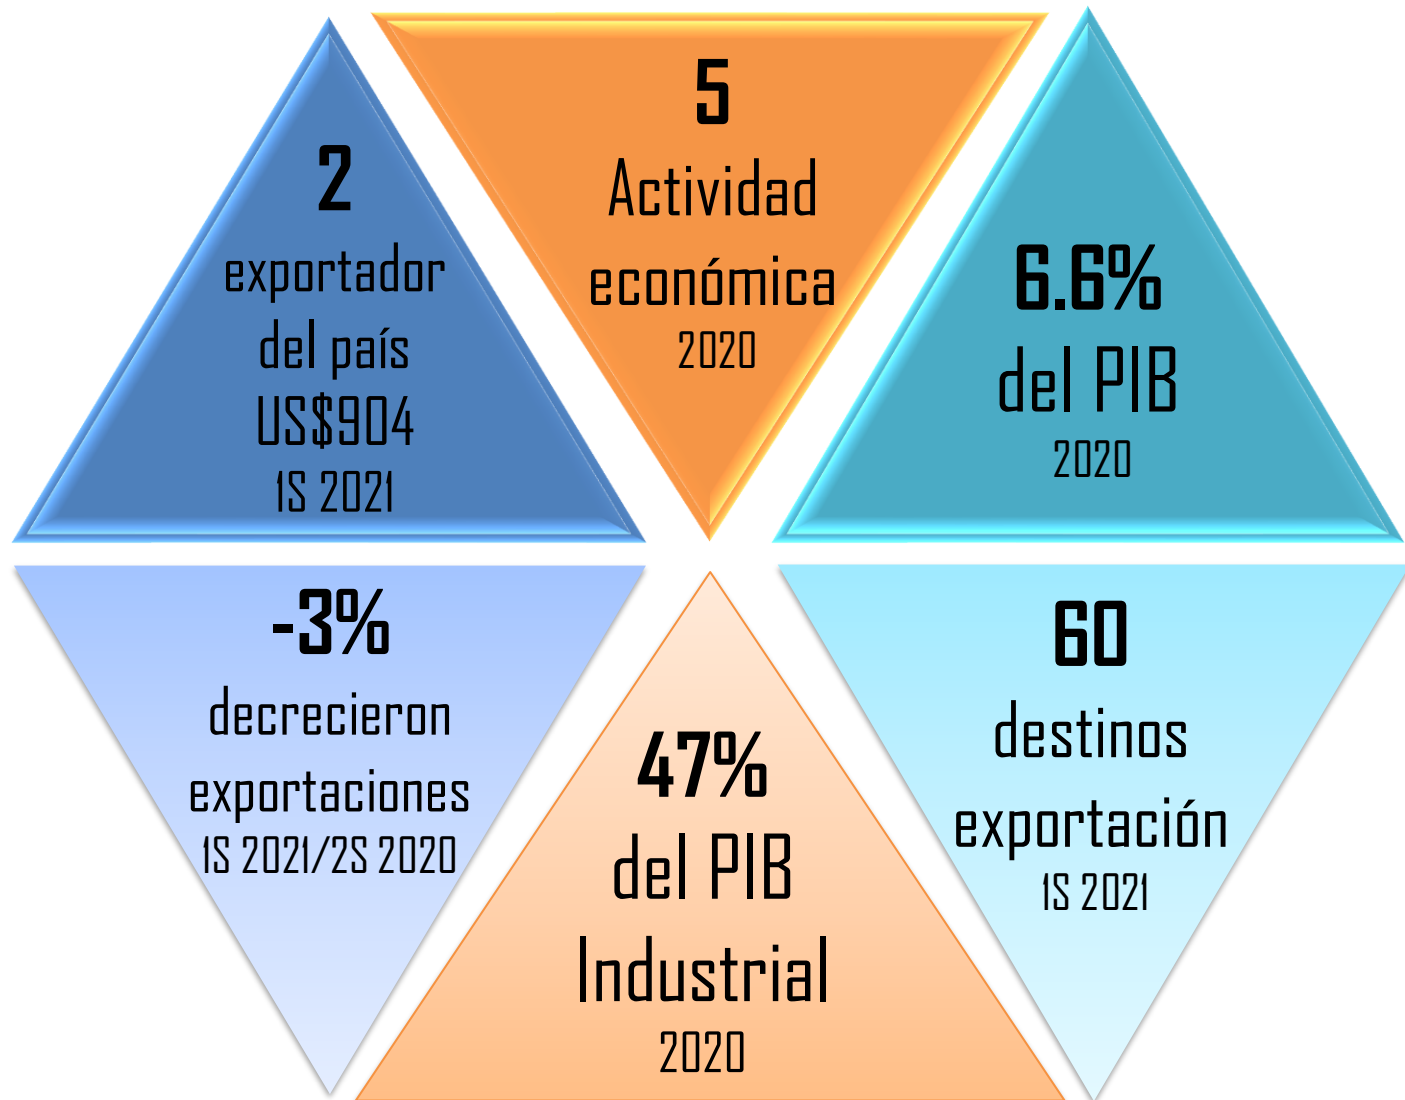 2
exportador
del país
US$904
1S 2021
5
Actividad
económica
2020
6.6%
del PIB
2020
-3%
decrecieron
exportaciones
1S 2021/2S 2020
47%
del PIB
Industrial
2020
60
destinos
exportación
1S 2021